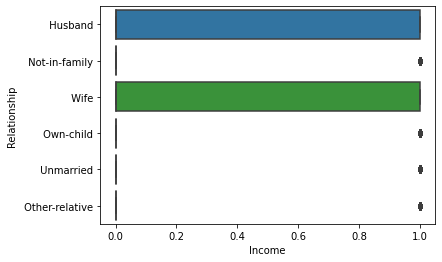 Husband
Not-in-family
Wife
Own-child
Unmarried
Other-relative
Relationship
0.0 0.2 0.4 0.6 0.8 1.0
Income